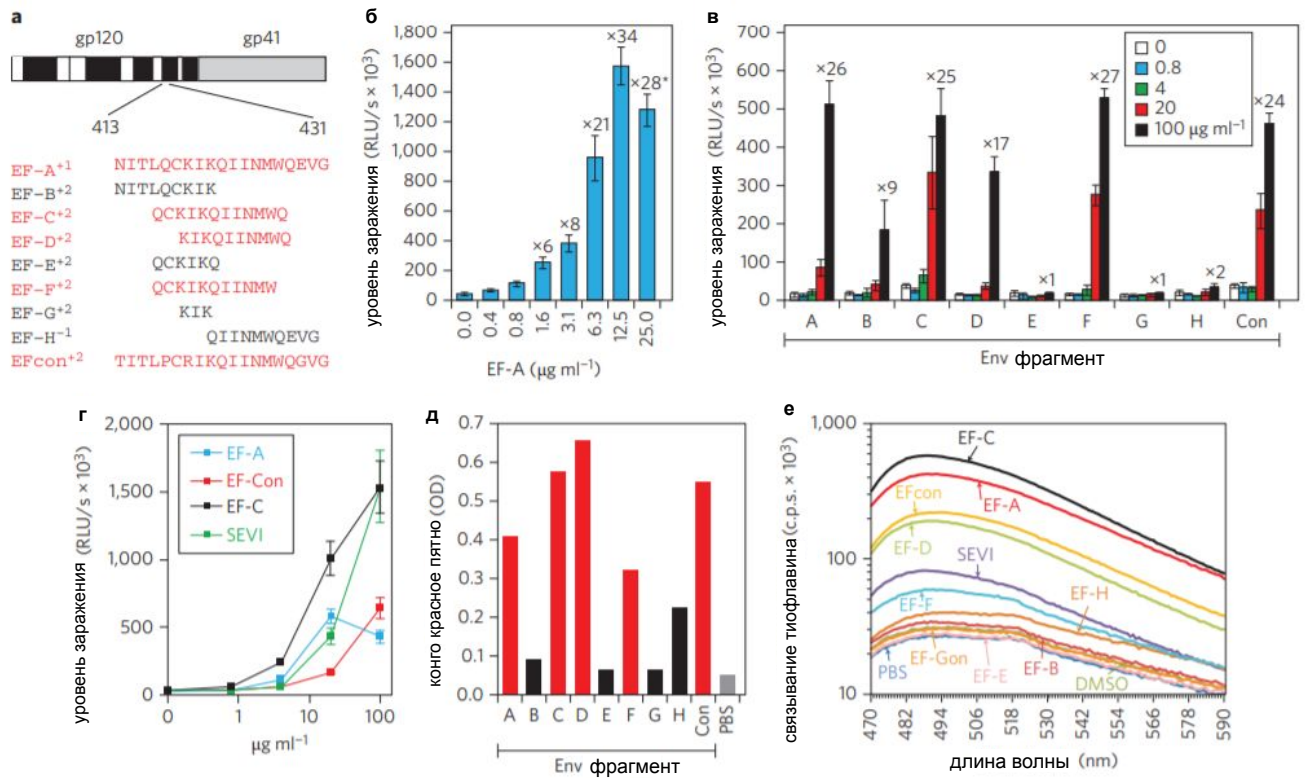 а
gp120 gp41
413 431
EF-A⁺¹ NITLQCKIKQIINMWQEVG
EF-B⁺² NITLQCKIK
EF-C⁺² QCKIKQIINMWQ
EF-D⁺² KIKQIINMWQ
EF-E⁺² QCKIKQ
EF-F⁺² QCKIKQIINMW
EF-G⁺² KIK
EF-H⁻¹ QIINMWQEVG
EFcon⁺² TITLPCRIKQIINMWQGVG
б
уровень заражения (RLU/s × 10³)
1,800
1,600
1,400
1,200
1,000
800
600
400
200
0
×6 ×8 ×21 ×34 ×28*
0.0 0.4 0.8 1.6 3.1 6.3 12.5 25.0
EF-A (µg ml⁻¹)
в
уровень заражения (RLU/s × 10³)
700
600
500
400
300
200
100
0
0
0.8
4
20
100 µg ml⁻¹
×26 ×9 ×25 ×17 ×1 ×27 ×1 ×2 ×24
A B C D E F G H Con
Env фрагмент
г
уровень заражения (RLU/s × 10³)
2,000
1,500
1,000
500
0
EF-A
EF-Con
EF-C
SEVI
0 1 10 100
µg ml⁻¹
д
конго красное пятно (OD)
0.7
0.6
0.5
0.4
0.3
0.2
0.1
0.0
A B C D E F G H Con PBS
Env фрагмент
е
связывание тиофлавина (c.p.s. × 10³)
1,000
100
10
EF-C
EFcon
EF-A
EF-D
SEVI
EF-H
EF-F
PBS
EF-Gon
EF-E
EF-B
DMSO
470 482 494 506 518 530 542 554 566 578 590
длина волны (nm)